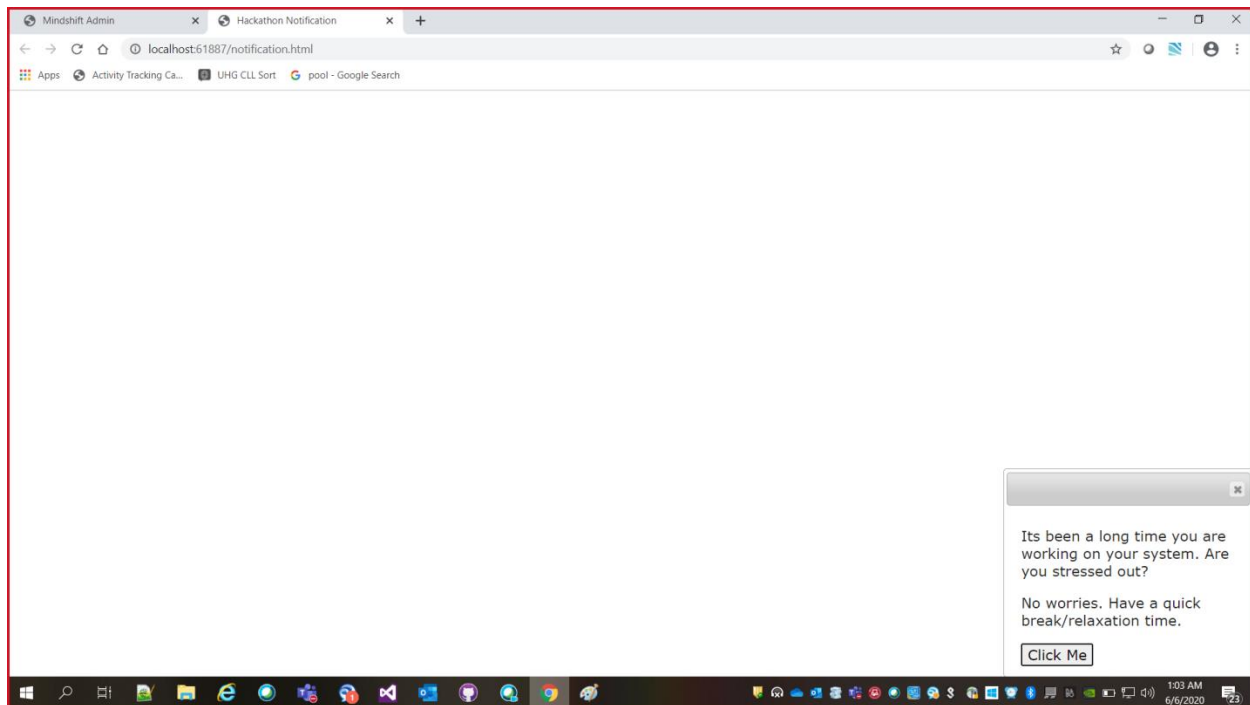 Mindshift Admin
Hackathon Notification
localhost:61887/notification.html
Apps
Activity Tracking Ca...
UHG CLL Sort
pool - Google Search
Its been a long time you are
working on your system. Are
you stressed out?
No worries. Have a quick
break/relaxation time.
Click Me
1:03 AM
6/6/2020
23